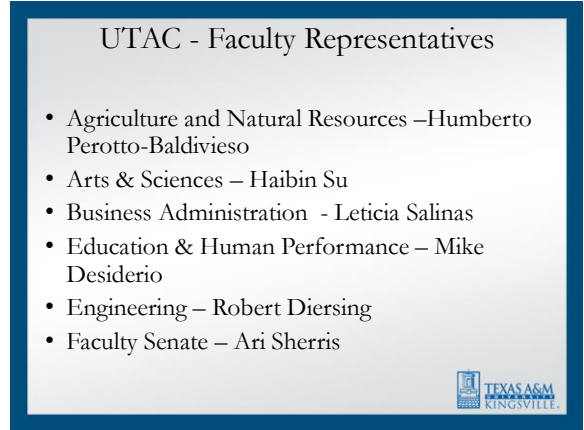 UTAC - Faculty Representatives
• Agriculture and Natural Resources –Humberto
Perotto-Baldivieso
• Arts & Sciences – Haibin Su
• Business Administration - Leticia Salinas
• Education & Human Performance – Mike
Desiderio
• Engineering – Robert Diersing
• Faculty Senate – Ari Sherris
TEXAS A&M
UNIVERSITY
KINGSVILLE.